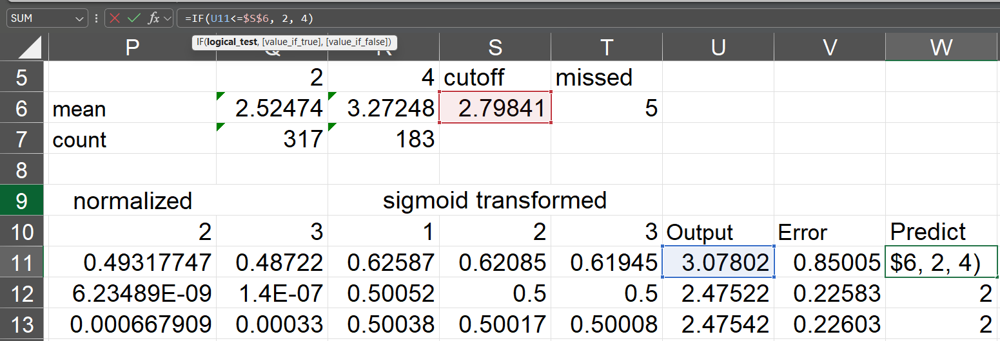 SUM fx =IF(U11<=$S$6, 2, 4)
IF(logical_test, [value_if_true], [value_if_false])
P Q R S T U V W
5 2 4 cutoff missed
6 mean 2.52474 3.27248 2.79841 5
7 count 317 183
8
9 normalized sigmoid transformed
10 2 3 1 2 3 Output Error Predict
11 0.49317747 0.48722 0.62587 0.62085 0.61945 3.07802 0.85005 $6, 2, 4)
12 6.23489E-09 1.4E-07 0.50052 0.5 0.5 2.47522 0.22583 2
13 0.000667909 0.00033 0.50038 0.50017 0.50008 2.47542 0.22603 2